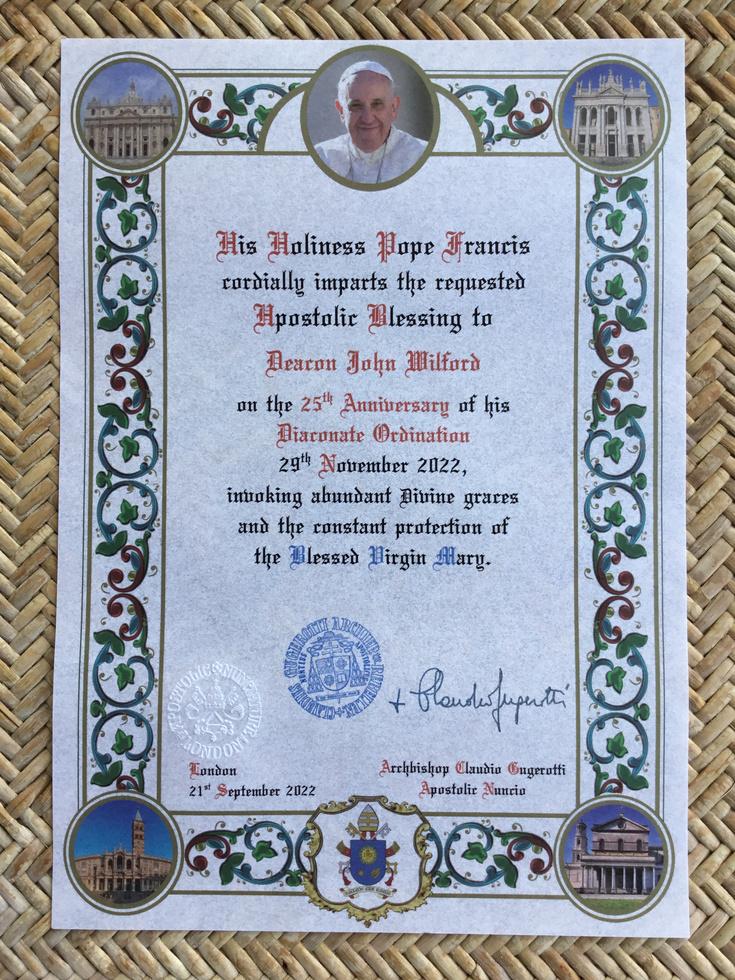 His Holiness Pope Francis
cordially imparts the requested
Apostolic Blessing to
Deacon John Wilford
on the 25th Anniversary of his
Diaconate Ordination
29th November 2022,
invoking abundant Divine graces
and the constant protection of
the Blessed Virgin Mary.
London
21st September 2022
Archbishop Claudio Gugerotti
Apostolic Nuncio